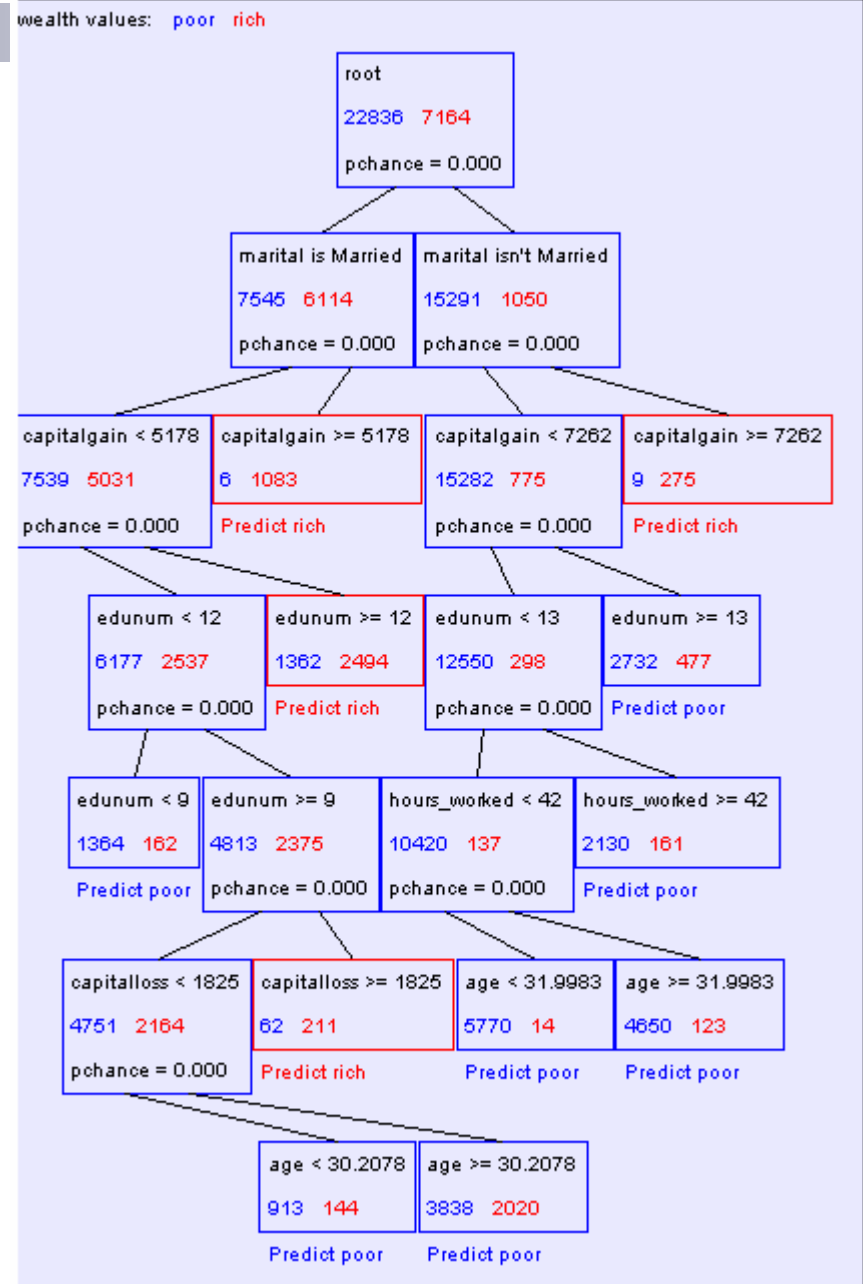 wealth values: poor rich
root
22836 7164
pchance = 0.000
marital is Married
7545 6114
pchance = 0.000
marital isn't Married
15291 1050
pchance = 0.000
capitalgain < 5178
7539 5031
pchance = 0.000
capitalgain >= 5178
6 1083
Predict rich
capitalgain < 7262
15282 775
pchance = 0.000
capitalgain >= 7262
9 275
Predict rich
edunum < 12
6177 2537
pchance = 0.000
edunum >= 12
1362 2494
Predict rich
edunum < 13
12550 298
pchance = 0.000
edunum >= 13
2732 477
Predict poor
edunum < 9
1364 162
Predict poor
edunum >= 9
4813 2375
pchance = 0.000
hours_worked < 42
10420 137
pchance = 0.000
hours_worked >= 42
2130 161
Predict poor
capitalloss < 1825
4751 2164
pchance = 0.000
capitalloss >= 1825
62 211
Predict rich
age < 31.9983
5770 14
Predict poor
age >= 31.9983
4650 123
Predict poor
age < 30.2078
913 144
Predict poor
age >= 30.2078
3838 2020
Predict poor